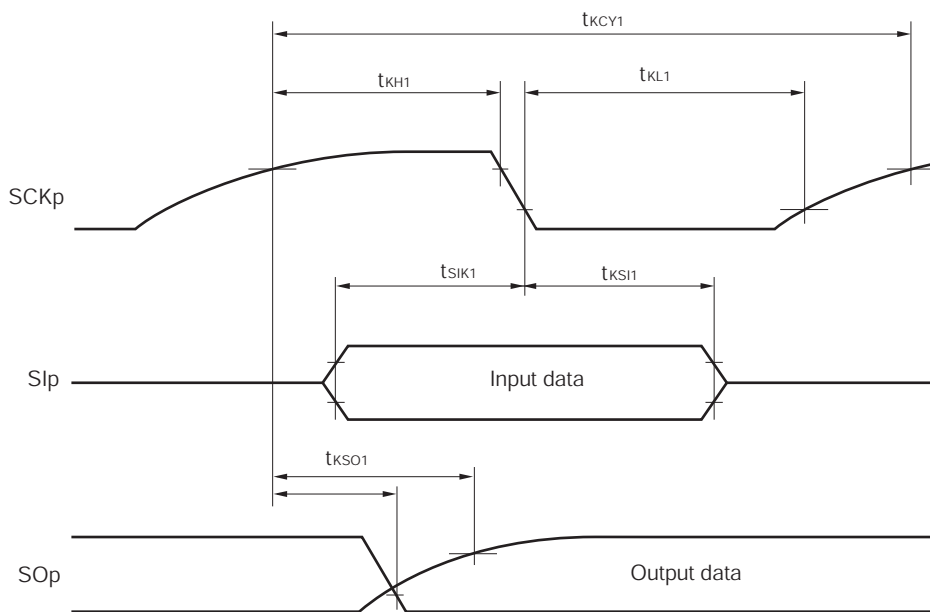 tKCY1
tKH1
tKL1
SCKp
tSIK1
tKSI1
SIp
Input data
tKSO1
SOp
Output data